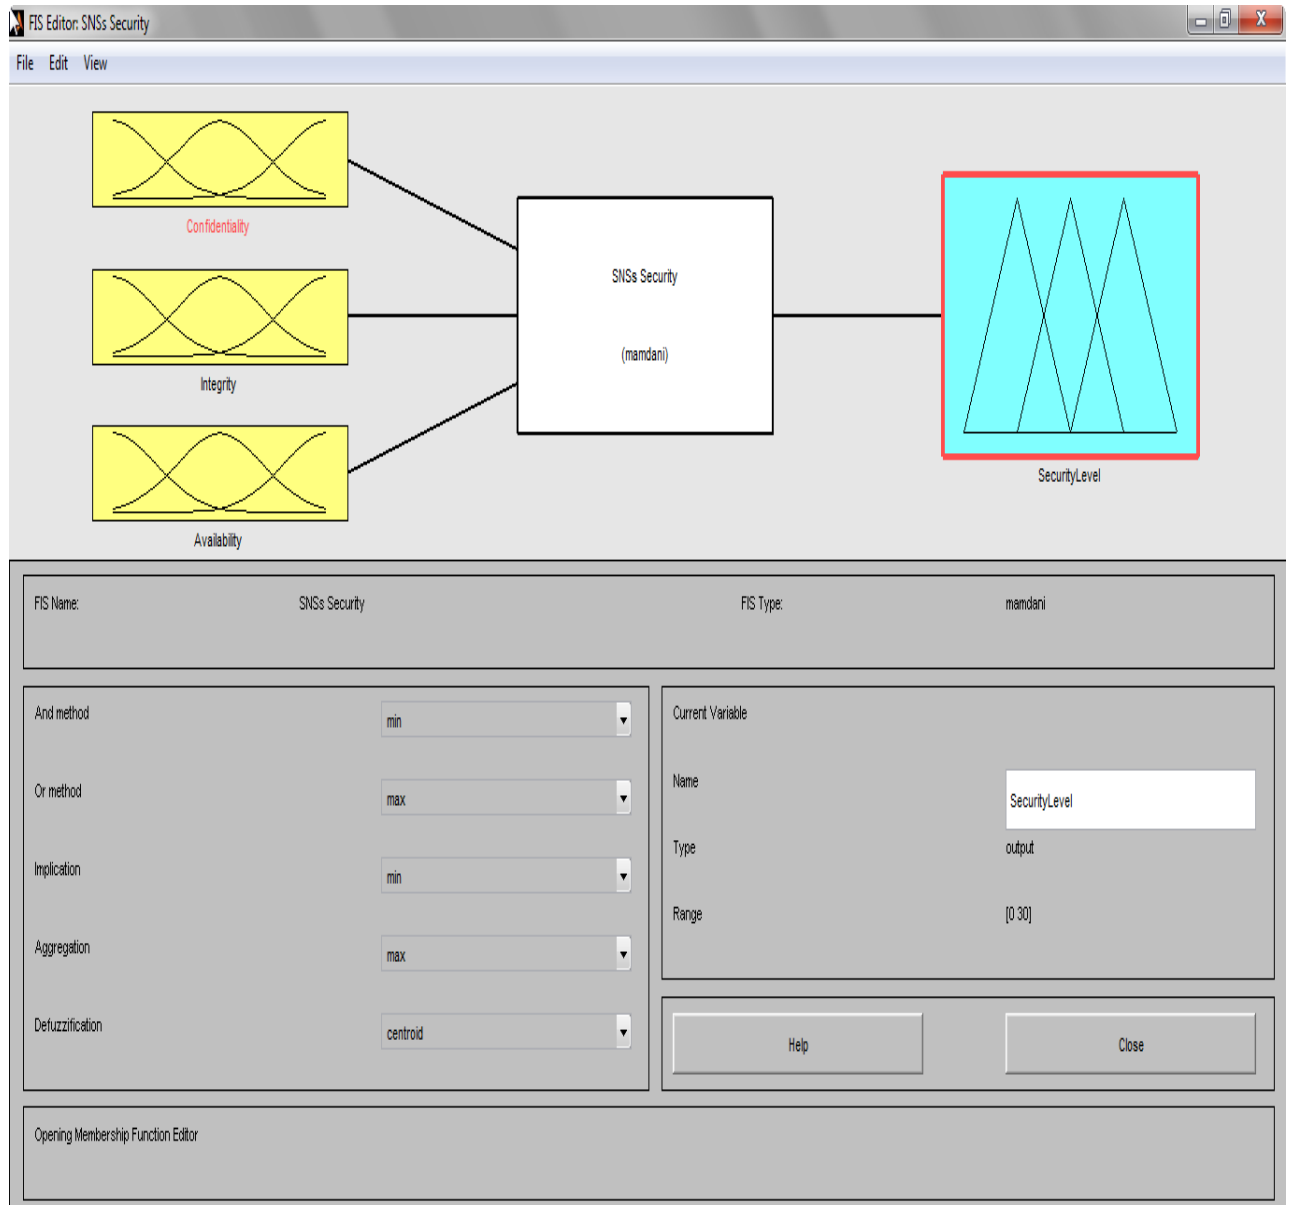 FIS Editor: SNSs Security
File Edit View
Confidentiality
Integrity
Availability
SNSs Security
(mamdani)
SecurityLevel
FIS Name: SNSs Security FIS Type: mamdani
And method min
Or method max
Implication min
Aggregation max
Defuzzification centroid
Current Variable
Name SecurityLevel
Type output
Range [0 30]
Help Close
Opening Membership Function Editor